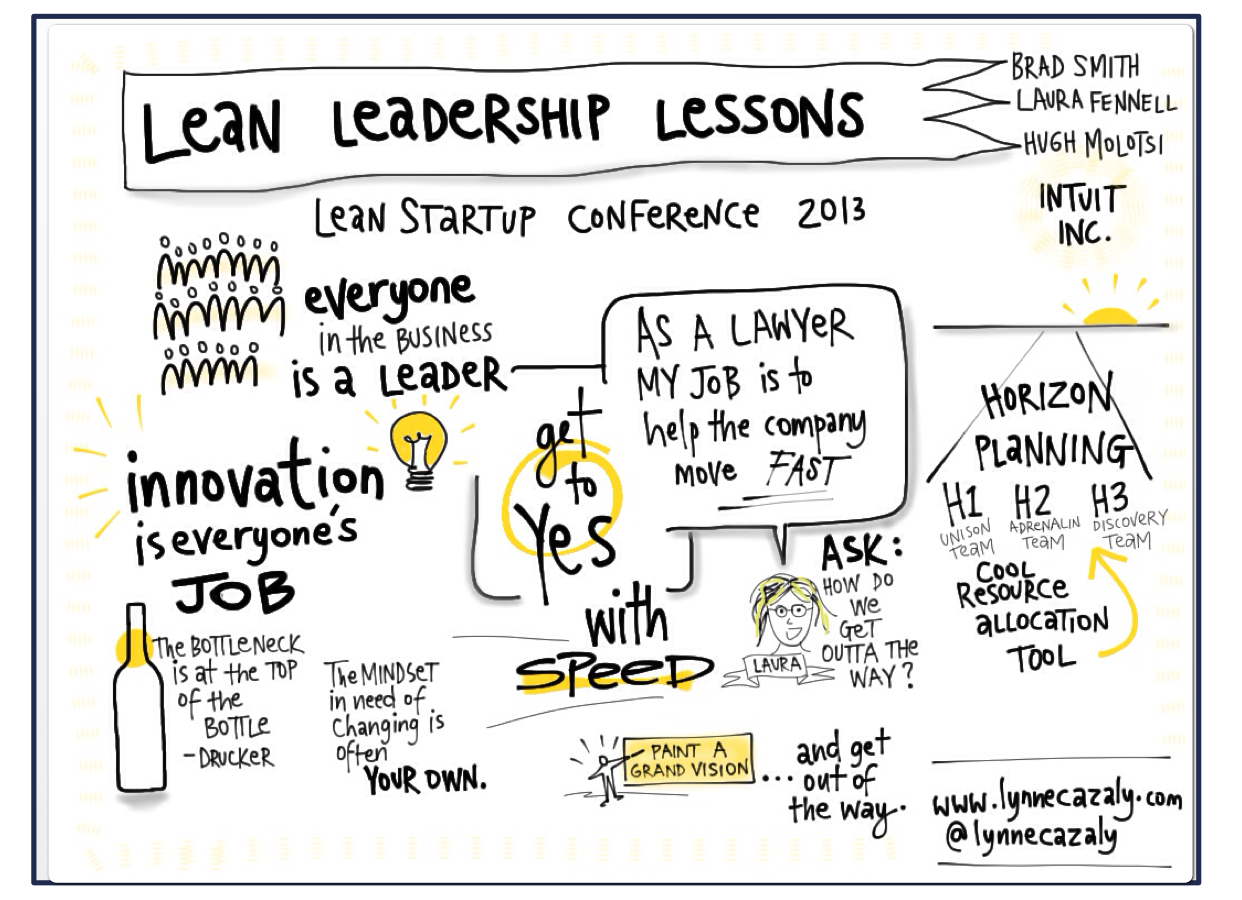 LeaN LeaDERSHIP LeSSONS
BRAD SMITH
LAURA FENNELL
HUGH MOLOTSI
INTUIT
INC.
LeaN STaRTUP CONFeReNce 2013
everyone
in the BUSINESS
is a LeaDeR
AS A LAWYeR
MY JOB is to
help the company
move FAST
get
to
Yes
with
SPeeD
innovation
is everyone's
JOB
The BOTTLeNeCK
is at the TOP
of the
BOTTLe
- DRUCKeR
The MINDSeT
in need of
changing is
often
YOUR OWN.
ASK:
HOW DO
We
GeT
OUTTA THe
WAY?
LAURA
PAINT A
GRAND VISION
... and get
out of
the way.
HORIZON
PLaNNING
H1 H2 H3
UNISON TeaM
ADRENALIN TeaM
DISCOVERY TeaM
COOL
ResouRce
aLLOCATION
TOOL
www.lynnecazaly.com
@lynnecazaly